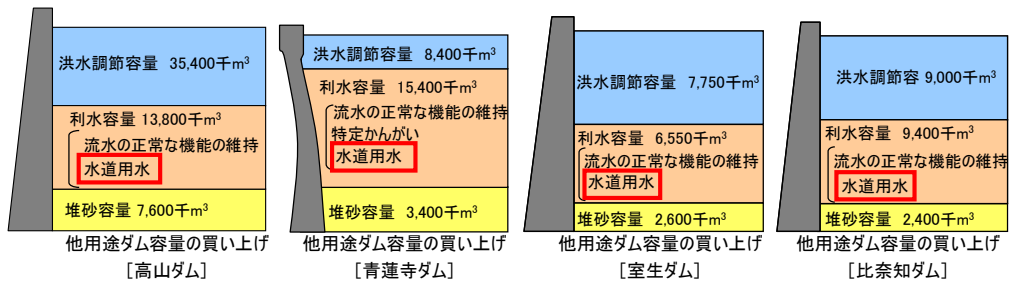 洪水調節容量 35,400千m³
利水容量 13,800千m³
流水の正常な機能の維持
水道用水
堆砂容量 7,600千m³
他用途ダム容量の買い上げ
［高山ダム］
洪水調節容量 8,400千m³
利水容量 15,400千m³
流水の正常な機能の維持
特定かんがい
水道用水
堆砂容量 3,400千m³
他用途ダム容量の買い上げ
［青蓮寺ダム］
洪水調節容量 7,750千m³
利水容量 6,550千m³
流水の正常な機能の維持
水道用水
堆砂容量 2,600千m³
他用途ダム容量の買い上げ
［室生ダム］
洪水調節容 9,000千m³
利水容量 9,400千m³
流水の正常な機能の維持
水道用水
堆砂容量 2,400千m³
他用途ダム容量の買い上げ
［比奈知ダム］